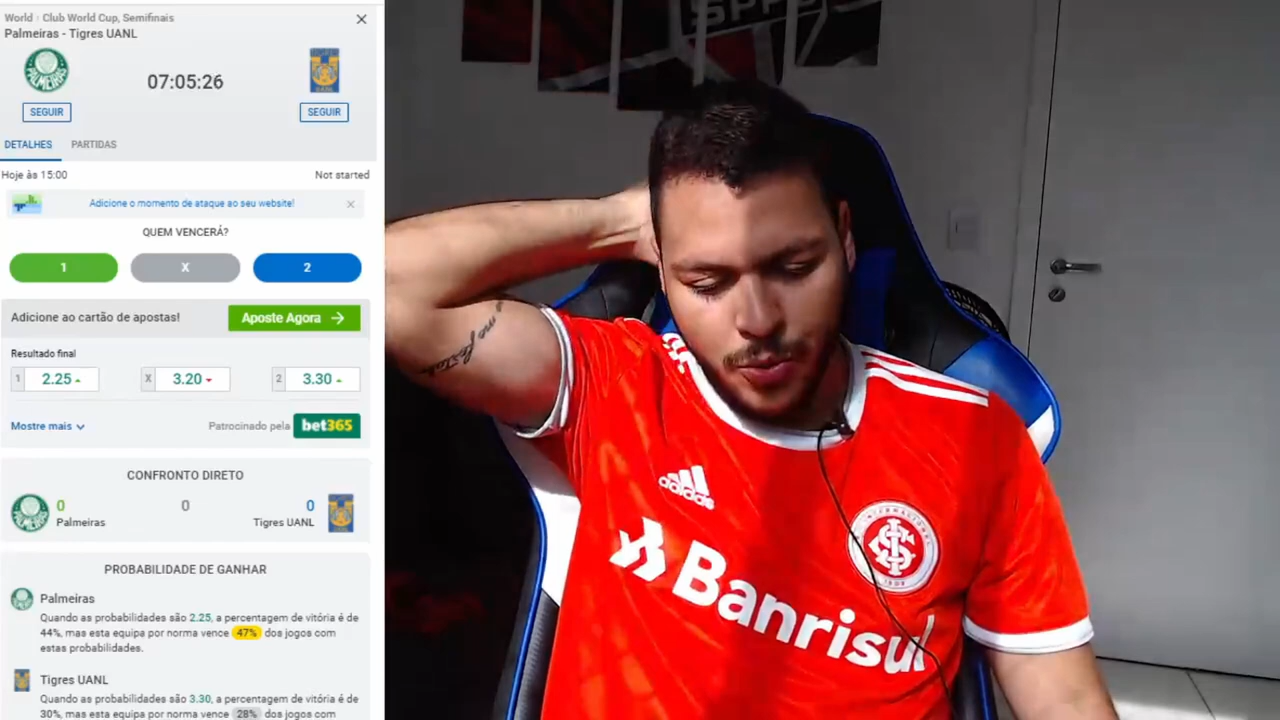 World › Club World Cup, Semifinais
Palmeiras - Tigres UANL
PALMEIRAS
07:05:26
SEGUIR
SEGUIR
DETALHES PARTIDAS
Hoje às 15:00 Not started
Adicione o momento de ataque ao seu website!
QUEM VENCERÁ?
1 X 2
Adicione ao cartão de apostas!
Aposte Agora →
Resultado final
1 2.25 X 3.20 2 3.30
Mostre mais
Patrocinado pela bet365
CONFRONTO DIRETO
0 0 0
Palmeiras Tigres UANL
PROBABILIDADE DE GANHAR
Palmeiras
Quando as probabilidades são 2.25, a percentagem de vitória é de
44%, mas esta equipa por norma vence 47% dos jogos com
estas probabilidades.
Tigres UANL
Quando as probabilidades são 3.30, a percentagem de vitória é de
30%, mas esta equipa por norma vence 28% dos jogos com
SPFC
adidas
Banrisul